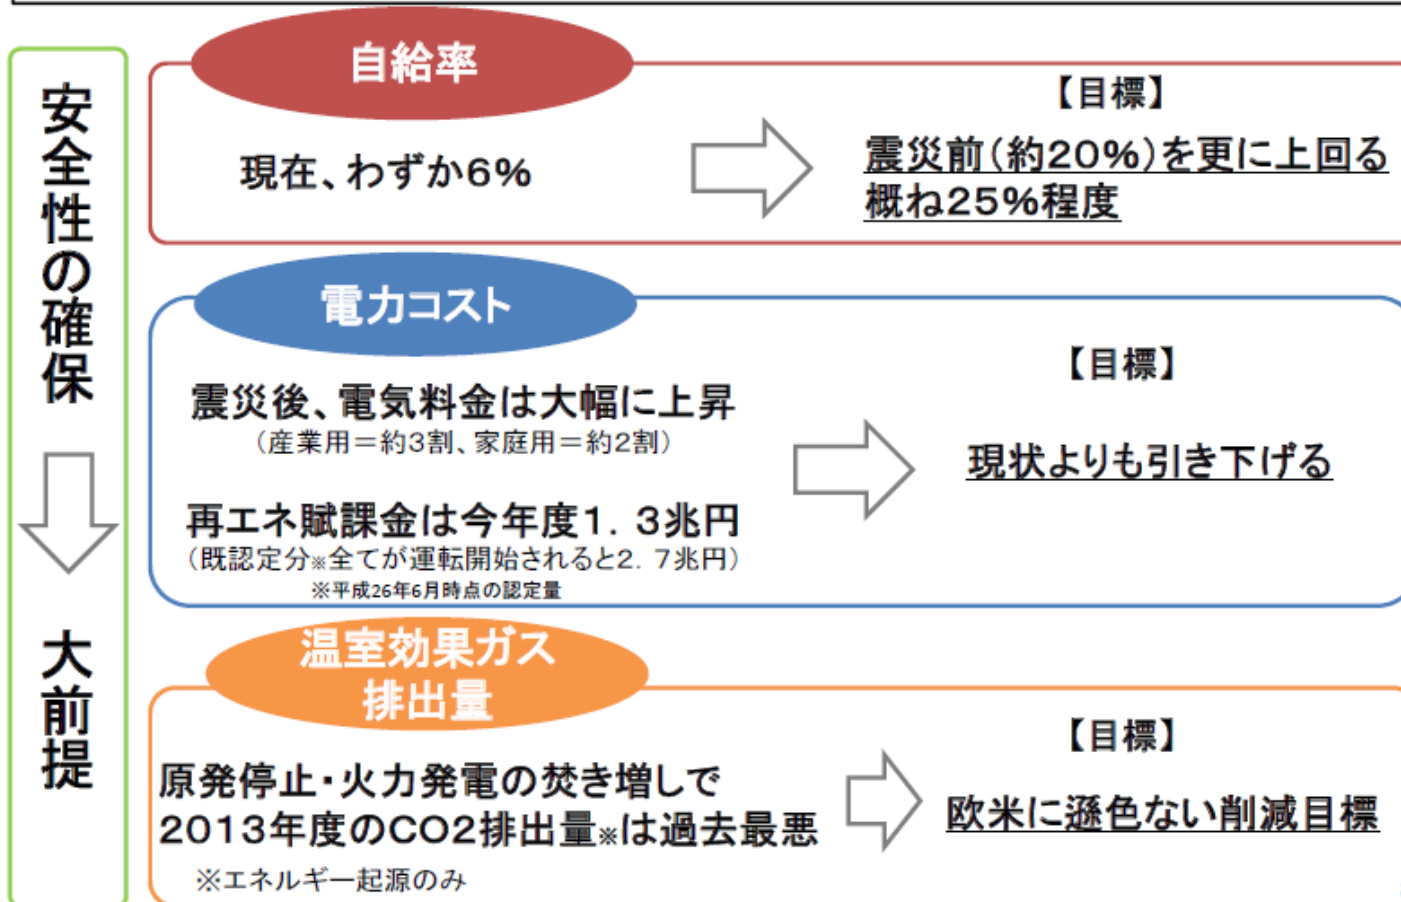 安全性の確保
大前提
自給率
現在、わずか6%
【目標】
震災前(約20%)を更に上回る
概ね25%程度
電力コスト
震災後、電気料金は大幅に上昇
(産業用=約3割、家庭用=約2割)
再エネ賦課金は今年度1.3兆円
(既認定分※全てが運転開始されると2.7兆円)
※平成26年6月時点の認定量
【目標】
現状よりも引き下げる
温室効果ガス
排出量
原発停止・火力発電の焚き増しで
2013年度のCO2排出量※は過去最悪
※エネルギー起源のみ
【目標】
欧米に遜色ない削減目標